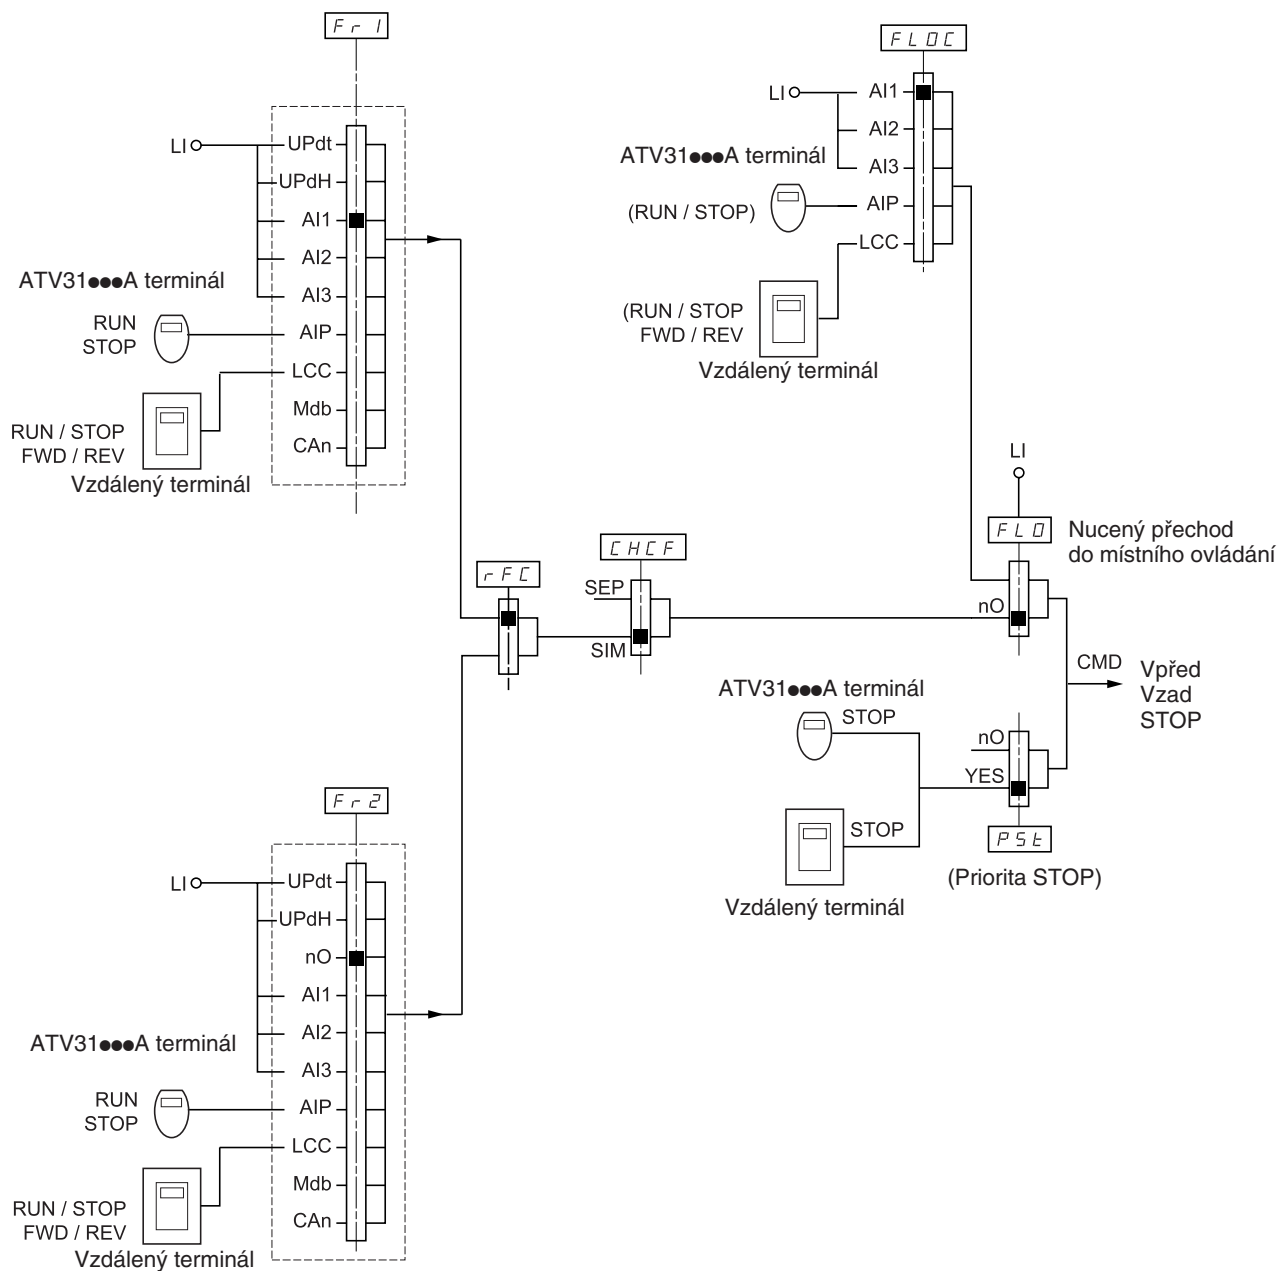 Fr1
LI
UPdt
UPdH
AI1
AI2
ATV31●●●A terminál
AI3
RUN
STOP
AIP
LCC
Mdb
RUN / STOP
FWD / REV
CAn
Vzdálený terminál
FLOC
LI
AI1
AI2
ATV31●●●A terminál
AI3
(RUN / STOP)
AIP
LCC
(RUN / STOP
FWD / REV
Vzdálený terminál
LI
FLO
Nucený přechod
do místního ovládání
nO
rFC
CHCF
SEP
SIM
CMD
Vpřed
Vzad
STOP
ATV31●●●A terminál
STOP
nO
YES
STOP
PSt
(Priorita STOP)
Vzdálený terminál
Fr2
LI
UPdt
UPdH
nO
AI1
AI2
ATV31●●●A terminál
AI3
RUN
STOP
AIP
LCC
Mdb
RUN / STOP
FWD / REV
CAn
Vzdálený terminál